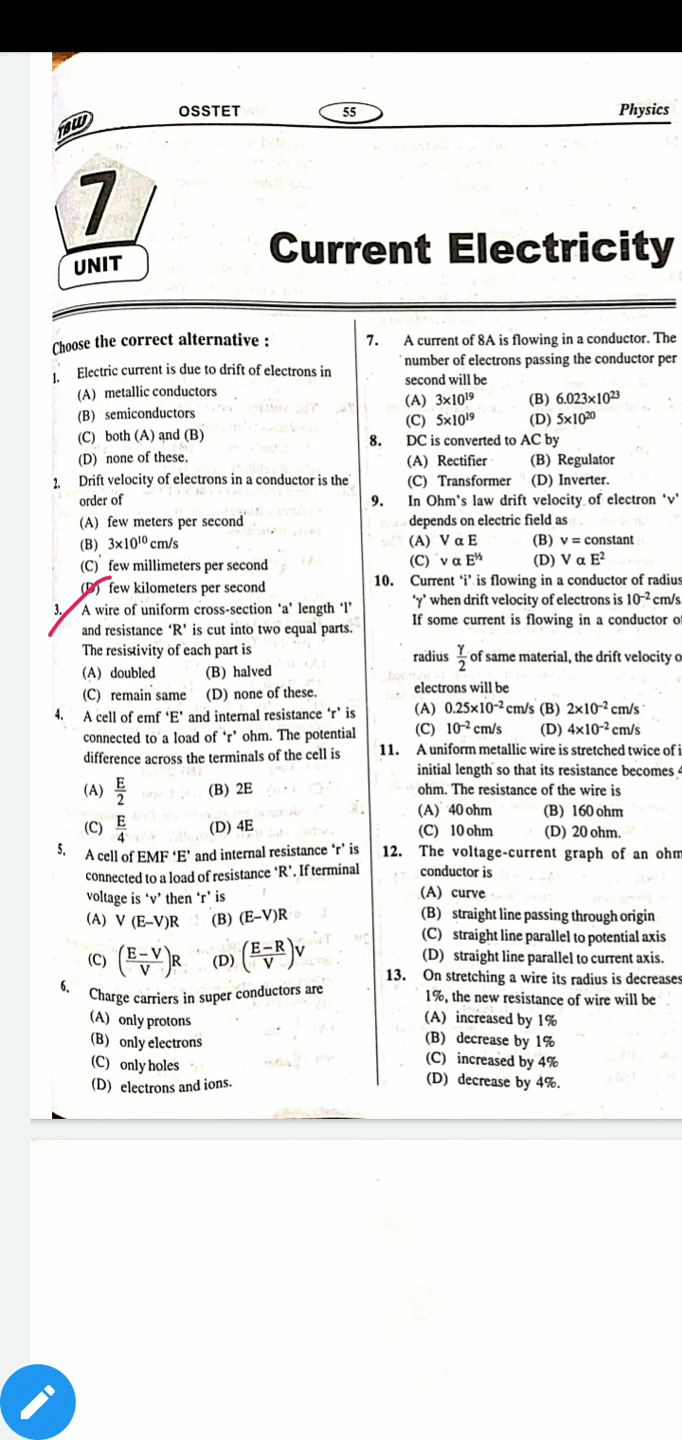 OSSTET
55
Physics
TBW
7
UNIT
Current Electricity
Choose the correct alternative :
1. Electric current is due to drift of electrons in
(A) metallic conductors
(B) semiconductors
(C) both (A) and (B)
(D) none of these.
2. Drift velocity of electrons in a conductor is the
order of
(A) few meters per second
(B) 3×10¹⁰ cm/s
(C) few millimeters per second
(D) few kilometers per second
3. A wire of uniform cross-section 'a' length 'l'
and resistance 'R' is cut into two equal parts.
The resistivity of each part is
(A) doubled (B) halved
(C) remain same (D) none of these.
4. A cell of emf 'E' and internal resistance 'r' is
connected to a load of 'r' ohm. The potential
difference across the terminals of the cell is
(A) E/2 (B) 2E
(C) E/4 (D) 4E
5. A cell of EMF 'E' and internal resistance 'r' is
connected to a load of resistance 'R'. If terminal
voltage is 'v' then 'r' is
(A) V (E–V)R (B) (E–V)R
(C) (E–V/V)R (D) (E–R/V)V
6. Charge carriers in super conductors are
(A) only protons
(B) only electrons
(C) only holes
(D) electrons and ions.
7. A current of 8A is flowing in a conductor. The
number of electrons passing the conductor per
second will be
(A) 3×10¹⁹ (B) 6.023×10²³
(C) 5×10¹⁹ (D) 5×10²⁰
8. DC is converted to AC by
(A) Rectifier (B) Regulator
(C) Transformer (D) Inverter.
9. In Ohm's law drift velocity of electron 'v'
depends on electric field as
(A) V α E (B) v = constant
(C) v α E^½ (D) V α E²
10. Current 'i' is flowing in a conductor of radius
'γ' when drift velocity of electrons is 10⁻² cm/s
If some current is flowing in a conductor
radius γ/2 of same material, the drift velocity
electrons will be
(A) 0.25×10⁻² cm/s (B) 2×10⁻² cm/s
(C) 10⁻² cm/s (D) 4×10⁻² cm/s
11. A uniform metallic wire is stretched twice of
initial length so that its resistance becomes
ohm. The resistance of the wire is
(A) 40 ohm (B) 160 ohm
(C) 10 ohm (D) 20 ohm.
12. The voltage-current graph of an ohm
conductor is
(A) curve
(B) straight line passing through origin
(C) straight line parallel to potential axis
(D) straight line parallel to current axis.
13. On stretching a wire its radius is decreases
1%, the new resistance of wire will be
(A) increased by 1%
(B) decrease by 1%
(C) increased by 4%
(D) decrease by 4%.